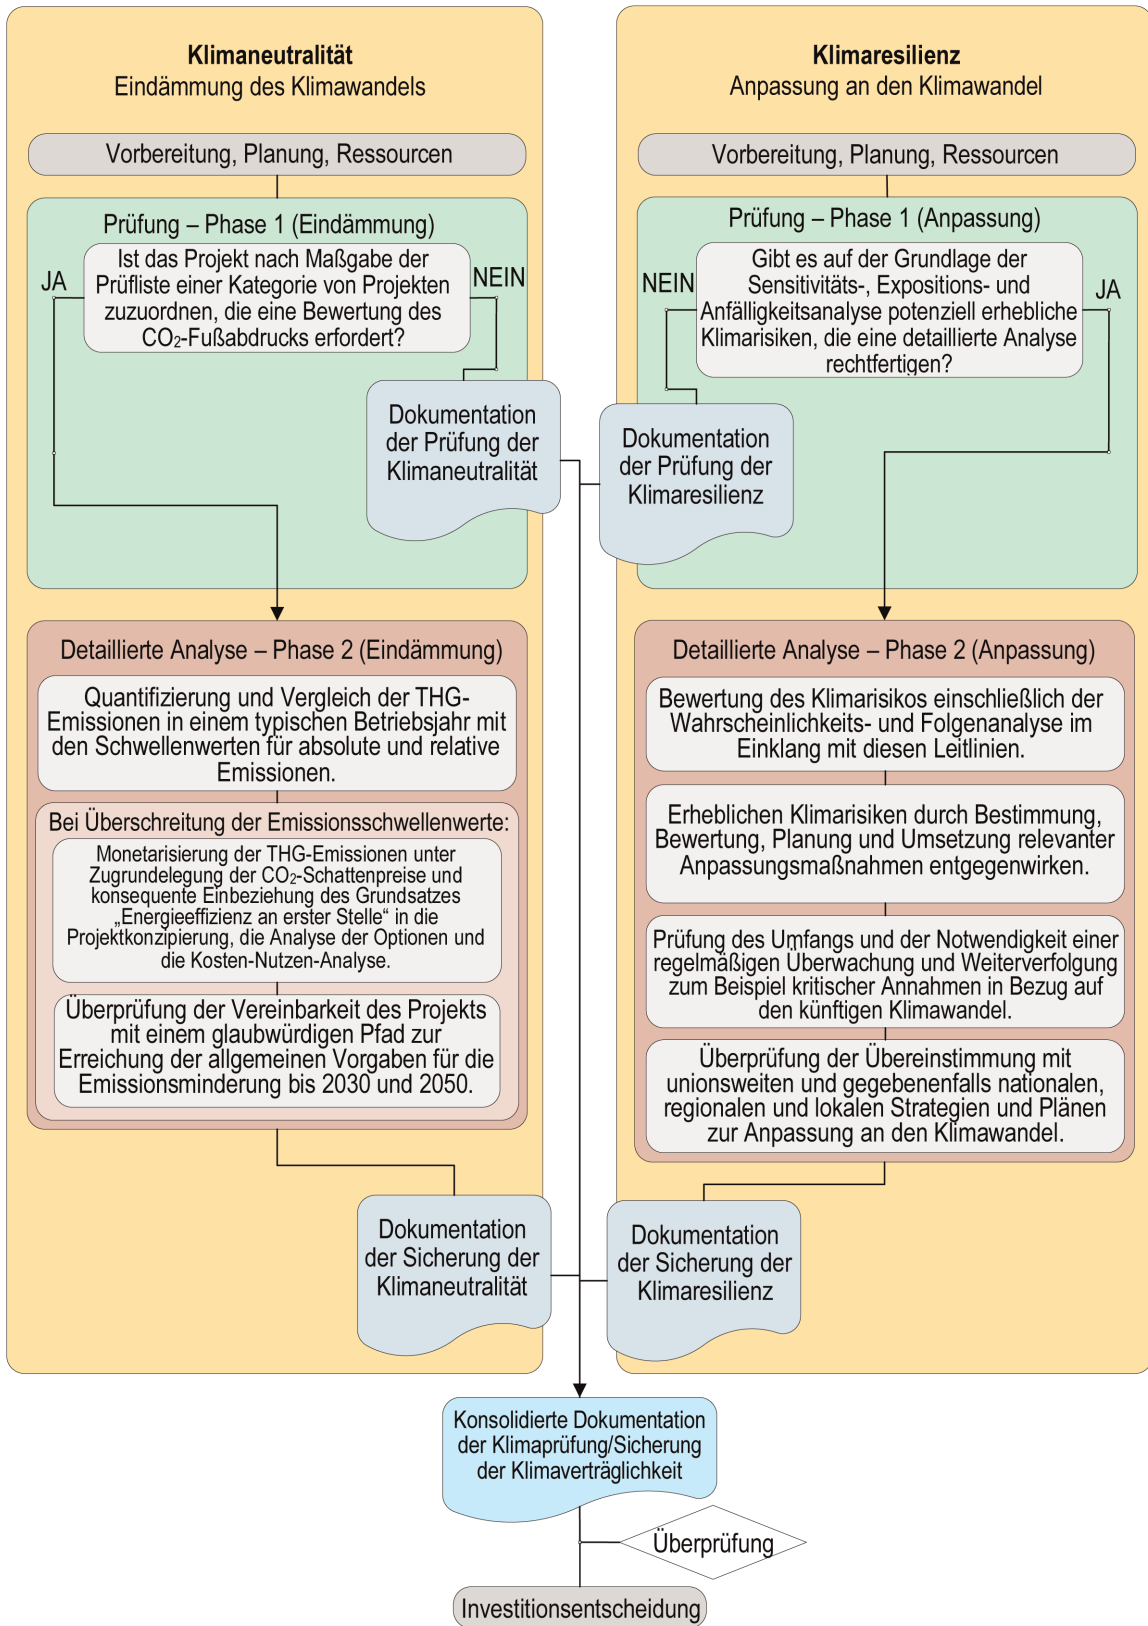 Klimaneutralität
Eindämmung des Klimawandels
Vorbereitung, Planung, Ressourcen
Prüfung – Phase 1 (Eindämmung)
JA
Ist das Projekt nach Maßgabe der
Prüfliste einer Kategorie von Projekten
zuzuordnen, die eine Bewertung des
CO₂-Fußabdrucks erfordert?
NEIN
Dokumentation
der Prüfung der
Klimaneutralität
Detaillierte Analyse – Phase 2 (Eindämmung)
Quantifizierung und Vergleich der THG-
Emissionen in einem typischen Betriebsjahr mit
den Schwellenwerten für absolute und relative
Emissionen.
Bei Überschreitung der Emissionsschwellenwerte:
Monetarisierung der THG-Emissionen unter
Zugrundelegung der CO₂-Schattenpreise und
konsequente Einbeziehung des Grundsatzes
„Energieeffizienz an erster Stelle“ in die
Projektkonzipierung, die Analyse der Optionen und
die Kosten-Nutzen-Analyse.
Überprüfung der Vereinbarkeit des Projekts
mit einem glaubwürdigen Pfad zur
Erreichung der allgemeinen Vorgaben für die
Emissionsminderung bis 2030 und 2050.
Dokumentation
der Sicherung der
Klimaneutralität
Klimaresilienz
Anpassung an den Klimawandel
Vorbereitung, Planung, Ressourcen
Prüfung – Phase 1 (Anpassung)
NEIN
Gibt es auf der Grundlage der
Sensitivitäts-, Expositions- und
Anfälligkeitsanalyse potenziell erhebliche
Klimarisiken, die eine detaillierte Analyse
rechtfertigen?
JA
Dokumentation
der Prüfung der
Klimaresilienz
Detaillierte Analyse – Phase 2 (Anpassung)
Bewertung des Klimarisikos einschließlich der
Wahrscheinlichkeits- und Folgenanalyse im
Einklang mit diesen Leitlinien.
Erheblichen Klimarisiken durch Bestimmung,
Bewertung, Planung und Umsetzung relevanter
Anpassungsmaßnahmen entgegenwirken.
Prüfung des Umfangs und der Notwendigkeit einer
regelmäßigen Überwachung und Weiterverfolgung
zum Beispiel kritischer Annahmen in Bezug auf
den künftigen Klimawandel.
Überprüfung der Übereinstimmung mit
unionsweiten und gegebenenfalls nationalen,
regionalen und lokalen Strategien und Plänen
zur Anpassung an den Klimawandel.
Dokumentation
der Sicherung der
Klimaresilienz
Konsolidierte Dokumentation
der Klimaprüfung/Sicherung
der Klimaverträglichkeit
Überprüfung
Investitionsentscheidung